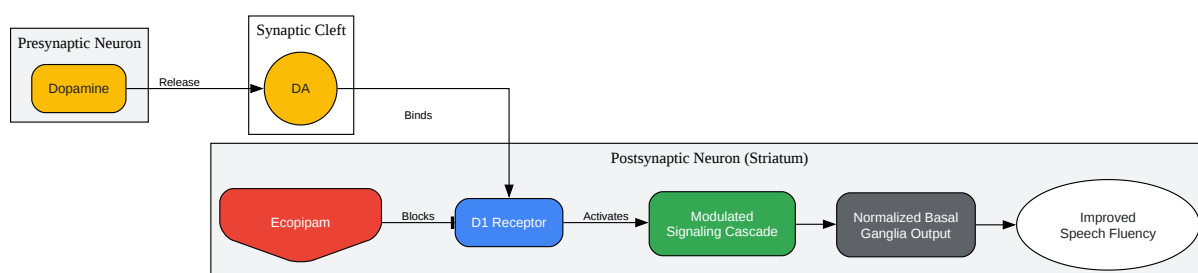 Presynaptic Neuron
Dopamine
Release
Synaptic Cleft
DA
Binds
Postsynaptic Neuron (Striatum)
Ecopipam
Blocks
D1 Receptor
Activates
Modulated
Signaling Cascade
Normalized Basal
Ganglia Output
Improved
Speech Fluency